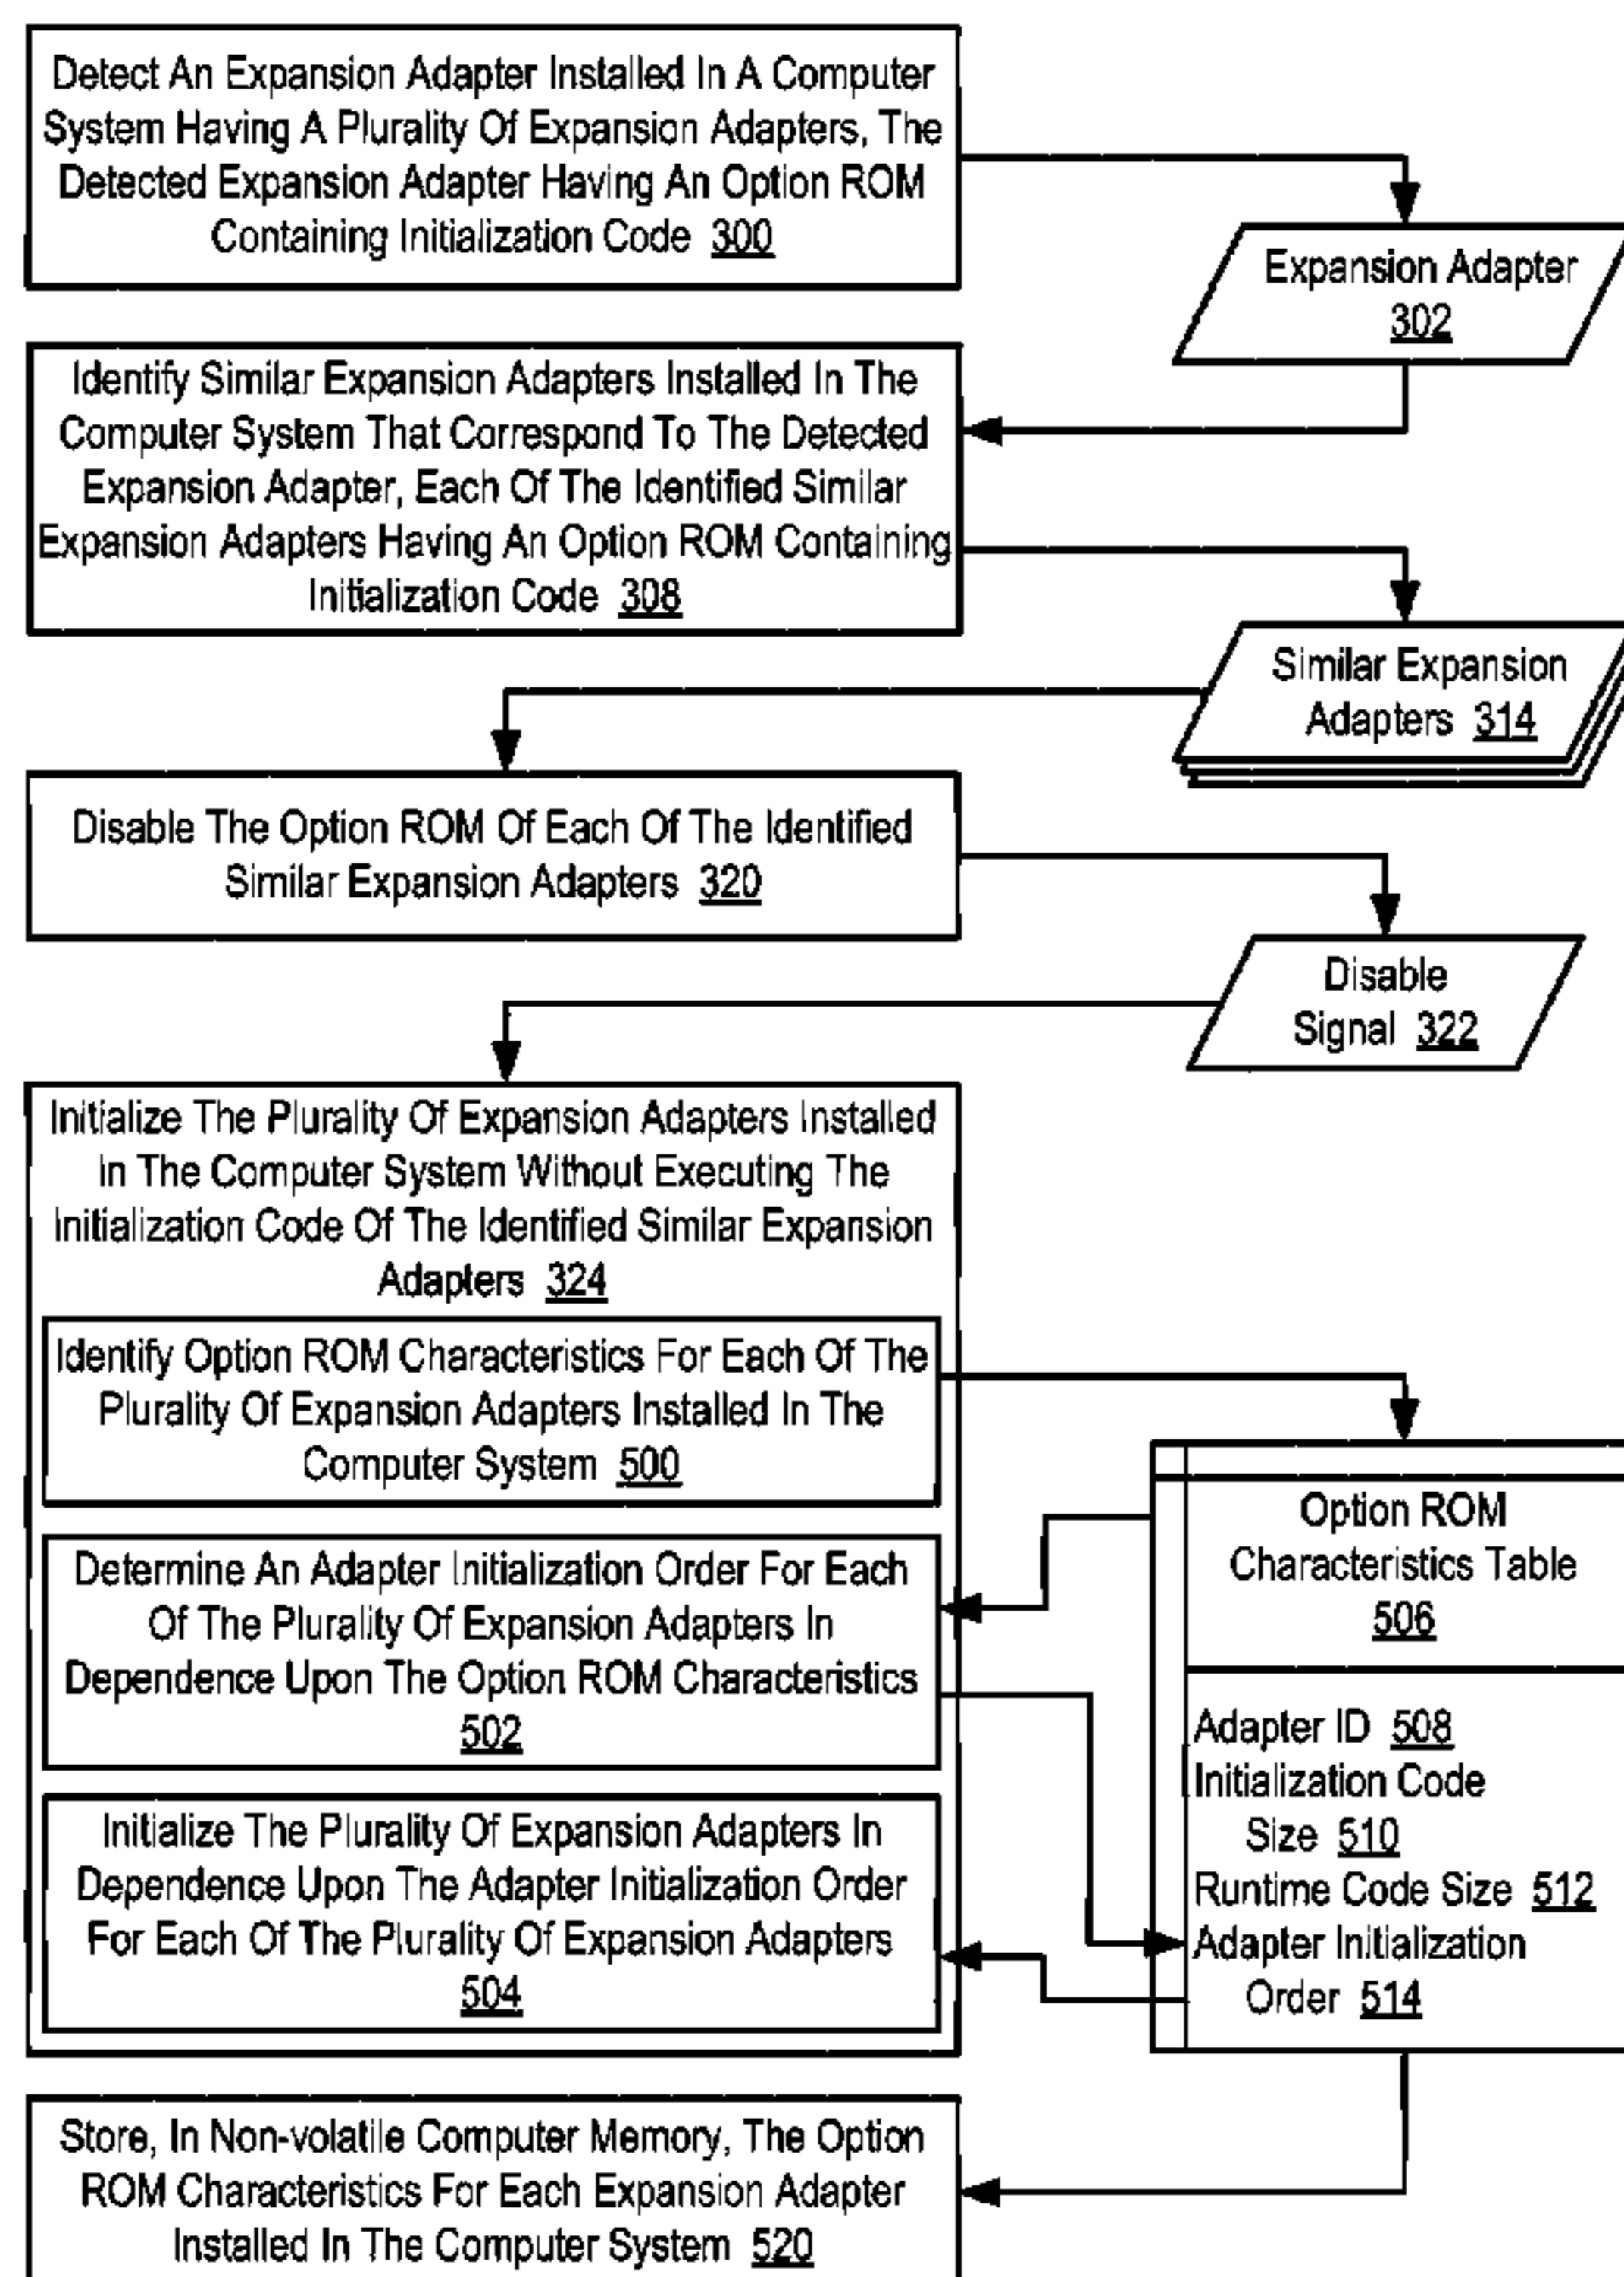 Detect An Expansion Adapter Installed In A Computer
System Having A Plurality Of Expansion Adapters, The
Detected Expansion Adapter Having An Option ROM
Containing Initialization Code 300
Expansion Adapter
302
Identify Similar Expansion Adapters Installed In The
Computer System That Correspond To The Detected
Expansion Adapter, Each Of The Identified Similar
Expansion Adapters Having An Option ROM Containing
Initialization Code 308
Similar Expansion
Adapters 314
Disable The Option ROM Of Each Of The Identified
Similar Expansion Adapters 320
Disable
Signal 322
Initialize The Plurality Of Expansion Adapters Installed
In The Computer System Without Executing The
Initialization Code Of The Identified Similar Expansion
Adapters 324
Identify Option ROM Characteristics For Each Of The
Plurality Of Expansion Adapters Installed In The
Computer System 500
Determine An Adapter Initialization Order For Each
Of The Plurality Of Expansion Adapters In
Dependence Upon The Option ROM Characteristics
502
Initialize The Plurality Of Expansion Adapters In
Dependence Upon The Adapter Initialization Order
For Each Of The Plurality Of Expansion Adapters
504
Option ROM
Characteristics Table
506
Adapter ID 508
Initialization Code
Size 510
Runtime Code Size 512
Adapter Initialization
Order 514
Store, In Non-volatile Computer Memory, The Option
ROM Characteristics For Each Expansion Adapter
Installed In The Computer System 520